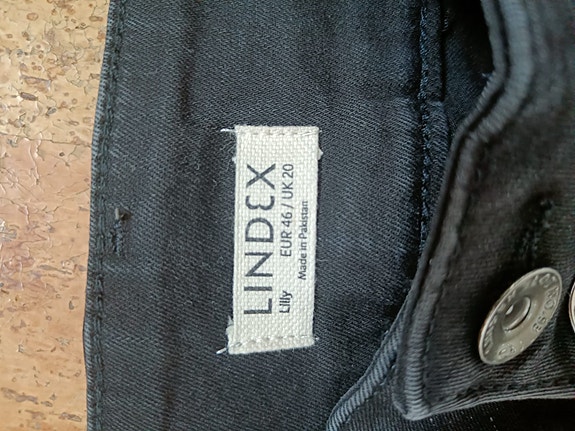 LINDEX
Lilly EUR 46 / UK 20
Made in Pakistan